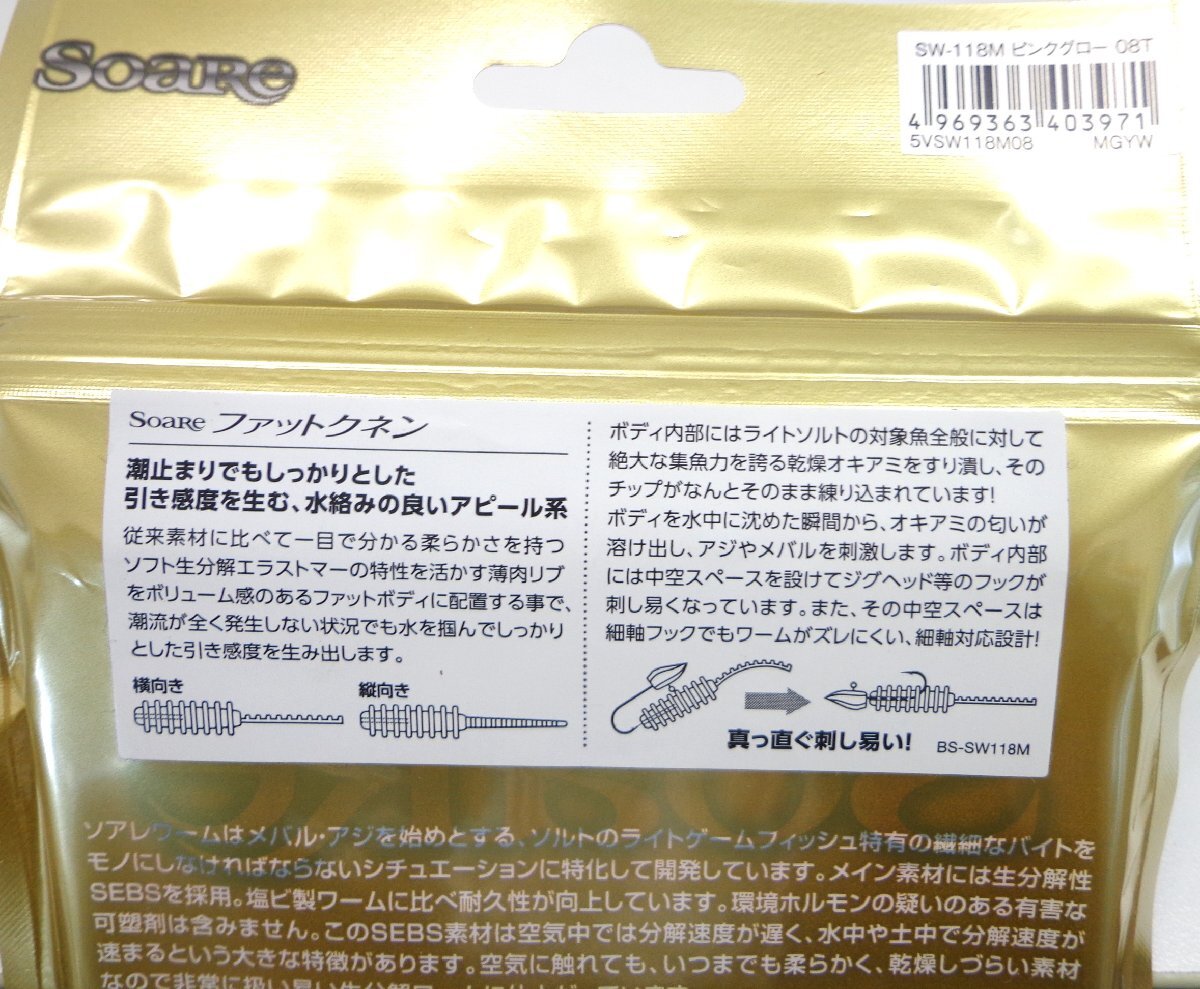 Soare
SW-118M ピンクグロー 08T
4 969363 403971
5VSW118M08 MGYW
Soare ファットクネン
潮止まりでもしっかりとした
引き感度を生む、水絡みの良いアピール系
従来素材に比べて一目で分かる柔らかさを持つ
ソフト生分解エラストマーの特性を活かす薄肉リブ
をボリューム感のあるファットボディに配置する事で、
潮流が全く発生しない状況でも水を掴んでしっかり
とした引き感度を生み出します。
横向き
縦向き
ボディ内部にはライトソルトの対象魚全般に対して
絶大な集魚力を誇る乾燥オキアミをすり潰し、その
チップがなんとそのまま練り込まれています!
ボディを水中に沈めた瞬間から、オキアミの匂いが
溶け出し、アジやメバルを刺激します。ボディ内部
には中空スペースを設けてジグヘッド等のフックが
刺し易くなっています。また、その中空スペースは
細軸フックでもワームがズレにくい、細軸対応設計!
真っ直ぐ刺し易い!
BS-SW118M
ソアレワームはメバル・アジを始めとする、ソルトのライトゲームフィッシュ特有の繊細なバイトを
モノにしなければならないシチュエーションに特化して開発しています。メイン素材には生分解性
SEBSを採用。塩ビ製ワームに比べ耐久性が向上しています。環境ホルモンの疑いのある有害な
可塑剤は含みません。このSEBS素材は空気中では分解速度が遅く、水中や土中で分解速度が
速まるという大きな特徴があります。空気に触れても、いつまでも柔らかく、乾燥しづらい素材
なので非常に扱い易い生分解ワームに仕上がっています